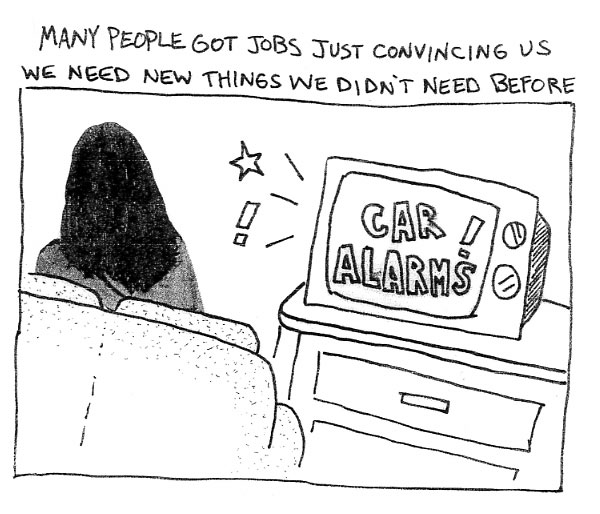 MANY PEOPLE GOT JOBS JUST CONVINCING US
WE NEED NEW THINGS WE DIDN'T NEED BEFORE
!
CAR
ALARMS!